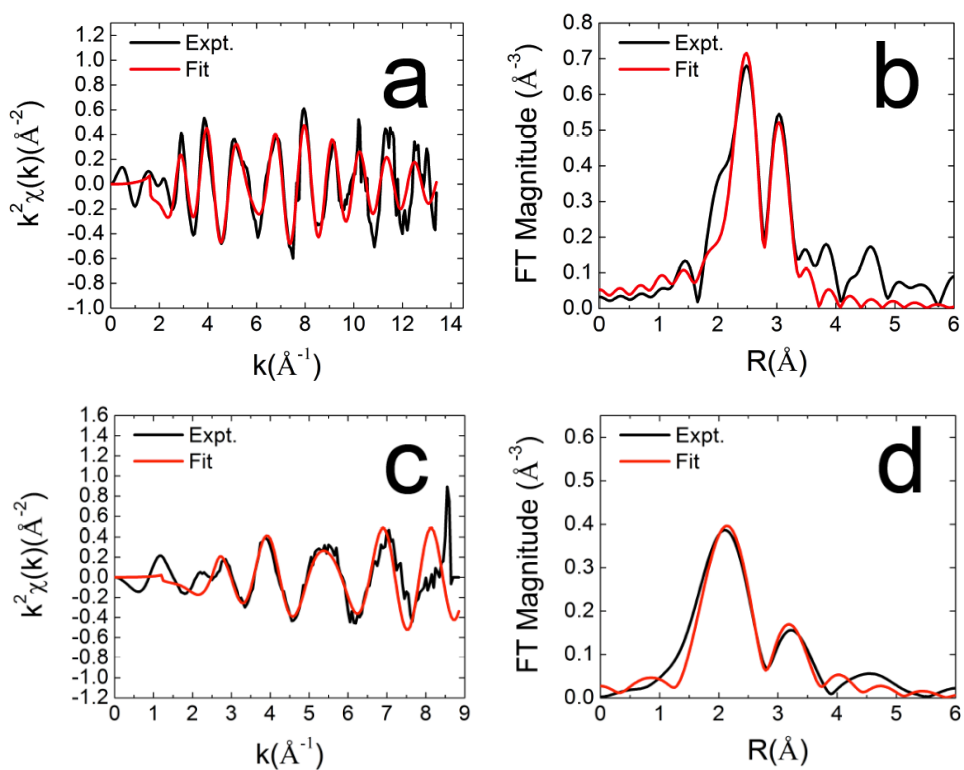 1.2
1.0
0.8
0.6
0.4
0.2
0.0
-0.2
-0.4
-0.6
-0.8
-1.0
0 2 4 6 8 10 12 14
k²χ(k)(Å⁻²)
k(Å⁻¹)
Expt.
Fit
a
0.8
0.7
0.6
0.5
0.4
0.3
0.2
0.1
0.0
0 1 2 3 4 5 6
FT Magnitude (Å⁻³)
R(Å)
Expt.
Fit
b
1.6
1.4
1.2
1.0
0.8
0.6
0.4
0.2
0.0
-0.2
-0.4
-0.6
-0.8
-1.0
-1.2
0 1 2 3 4 5 6 7 8 9
k²χ(k)(Å⁻²)
k(Å⁻¹)
Expt.
Fit
c
0.6
0.5
0.4
0.3
0.2
0.1
0.0
0 1 2 3 4 5 6
FT Magnitude (Å⁻³)
R(Å)
Expt.
Fit
d